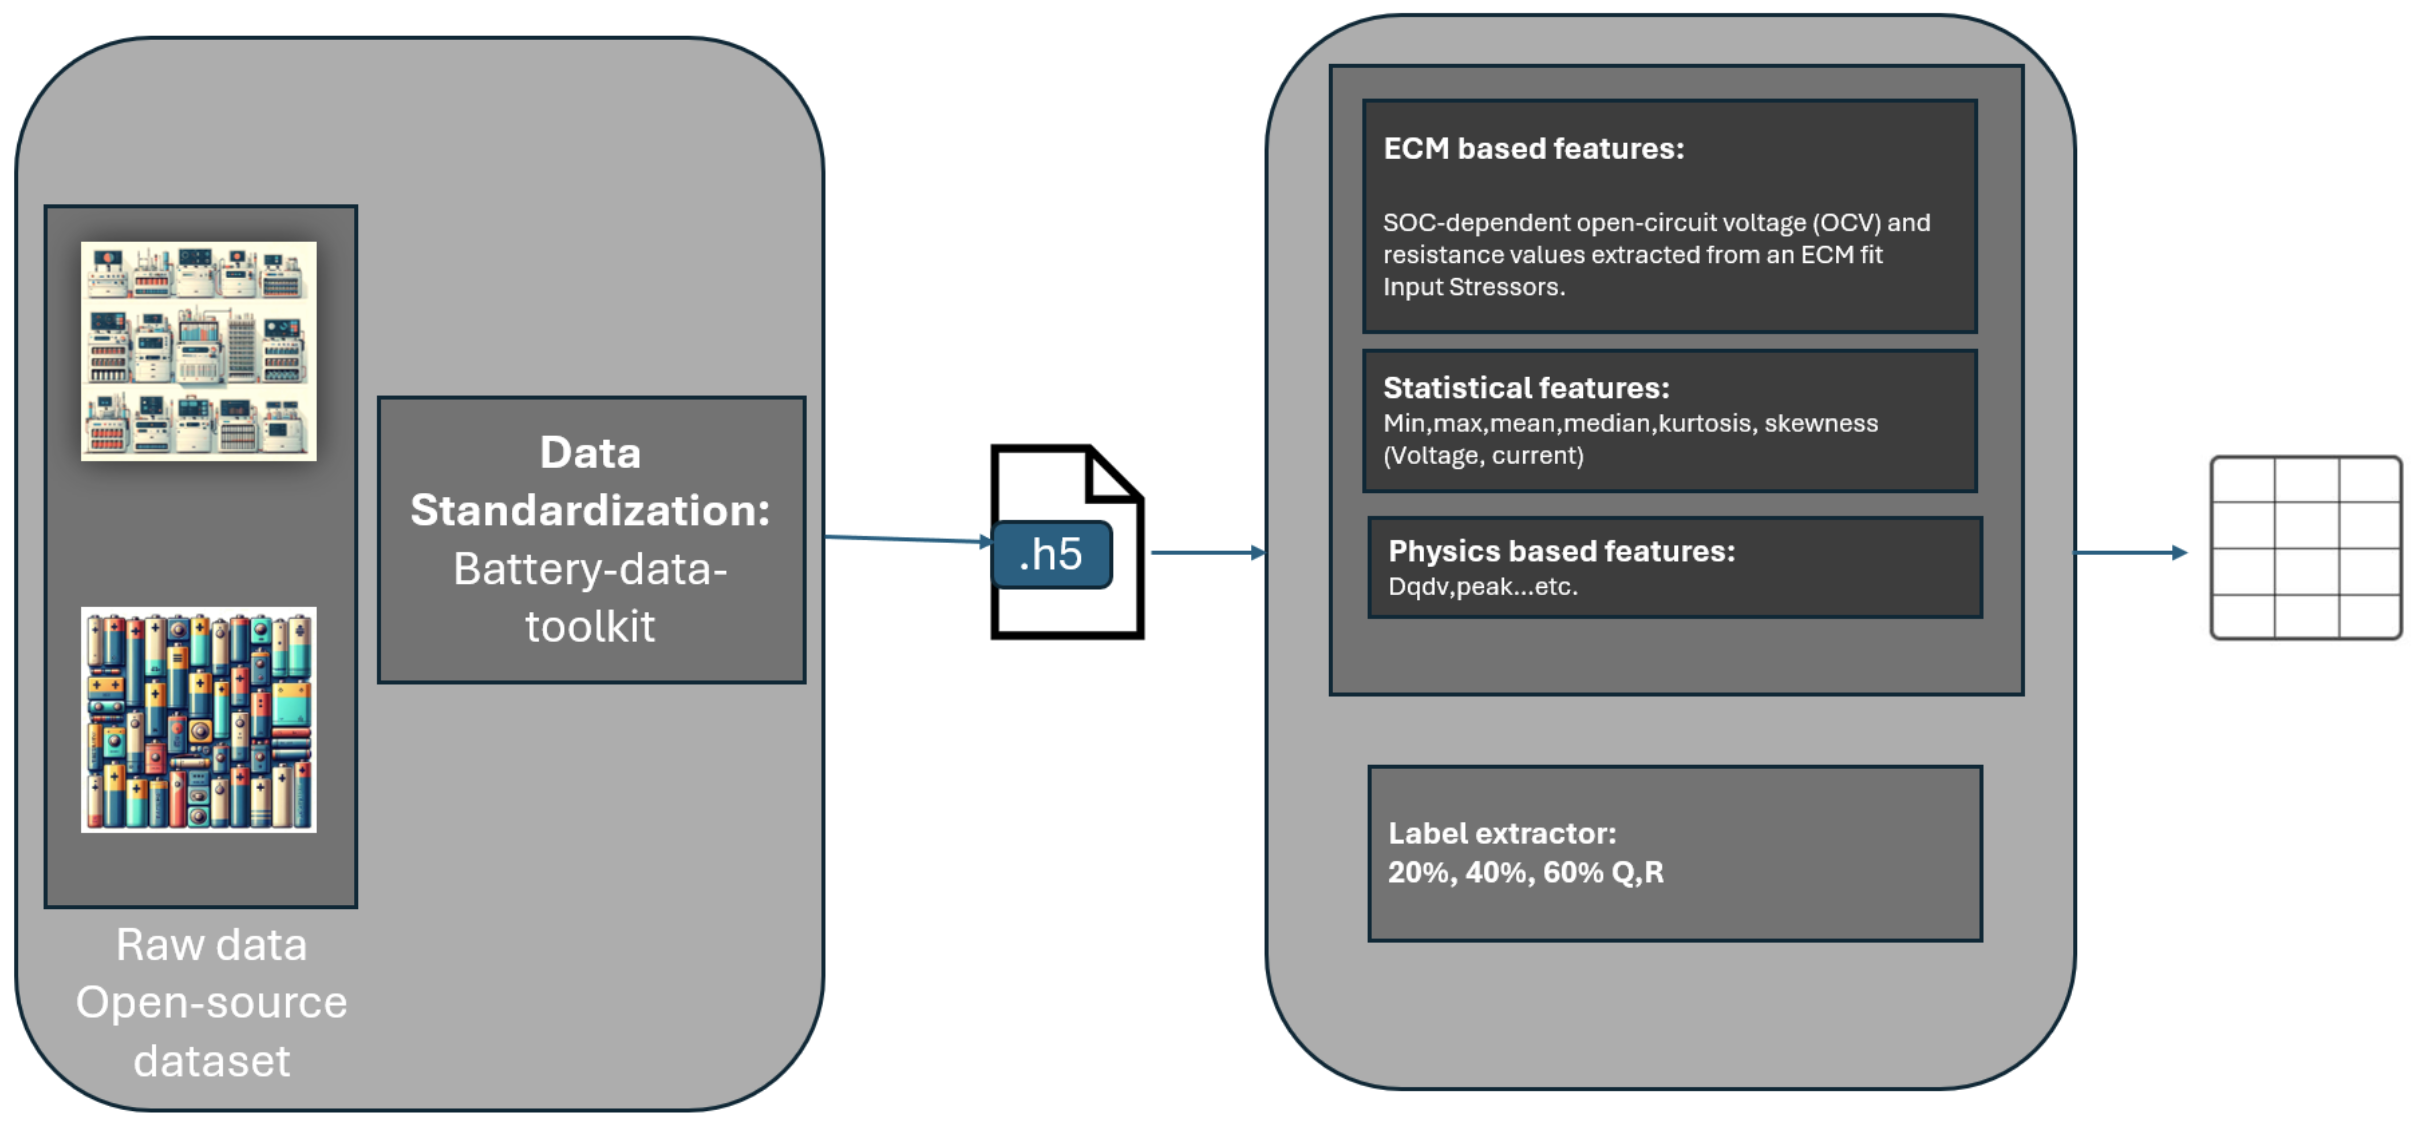 Raw data
Open-source
dataset
Data
Standardization:
Battery-data-
toolkit
.h5
ECM based features:
SOC-dependent open-circuit voltage (OCV) and
resistance values extracted from an ECM fit
Input Stressors.
Statistical features:
Min,max,mean,median,kurtosis, skewness
(Voltage, current)
Physics based features:
Dqdv,peak...etc.
Label extractor:
20%, 40%, 60% Q,R